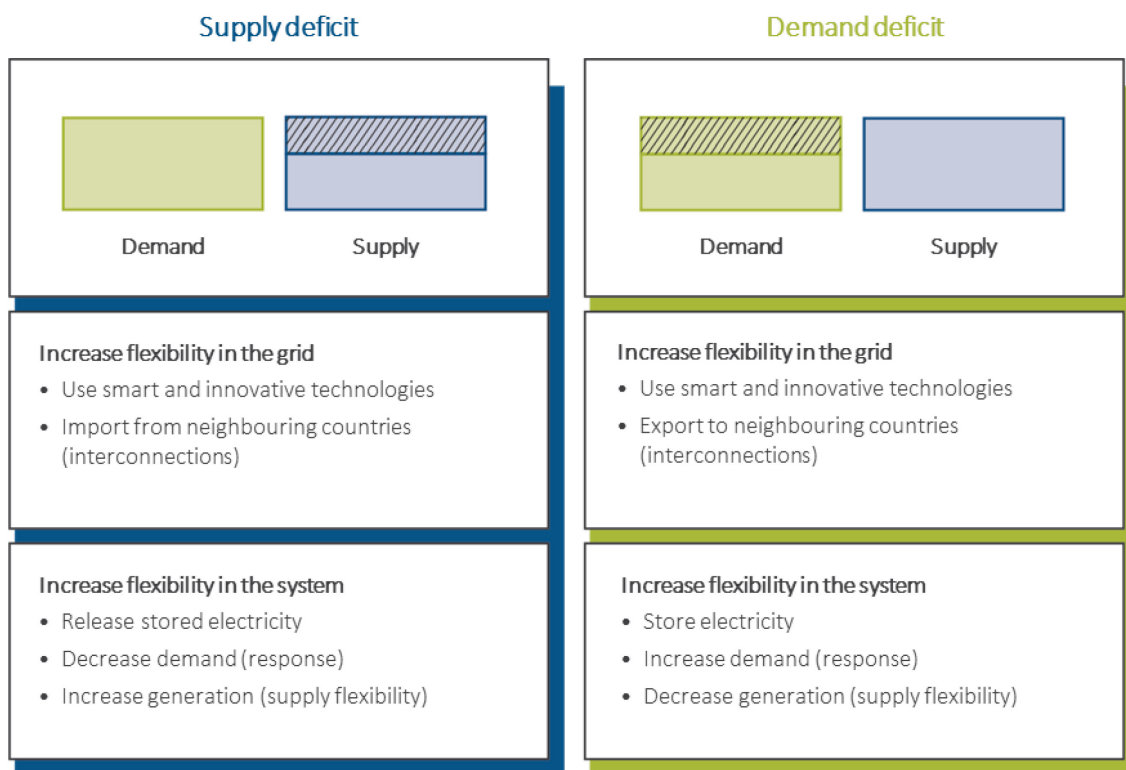 Supply deficit
Demand
Supply
Increase flexibility in the grid
• Use smart and innovative technologies
• Import from neighbouring countries
(interconnections)
Increase flexibility in the system
• Release stored electricity
• Decrease demand (response)
• Increase generation (supply flexibility)
Demand deficit
Demand
Supply
Increase flexibility in the grid
• Use smart and innovative technologies
• Export to neighbouring countries
(interconnections)
Increase flexibility in the system
• Store electricity
• Increase demand (response)
• Decrease generation (supply flexibility)